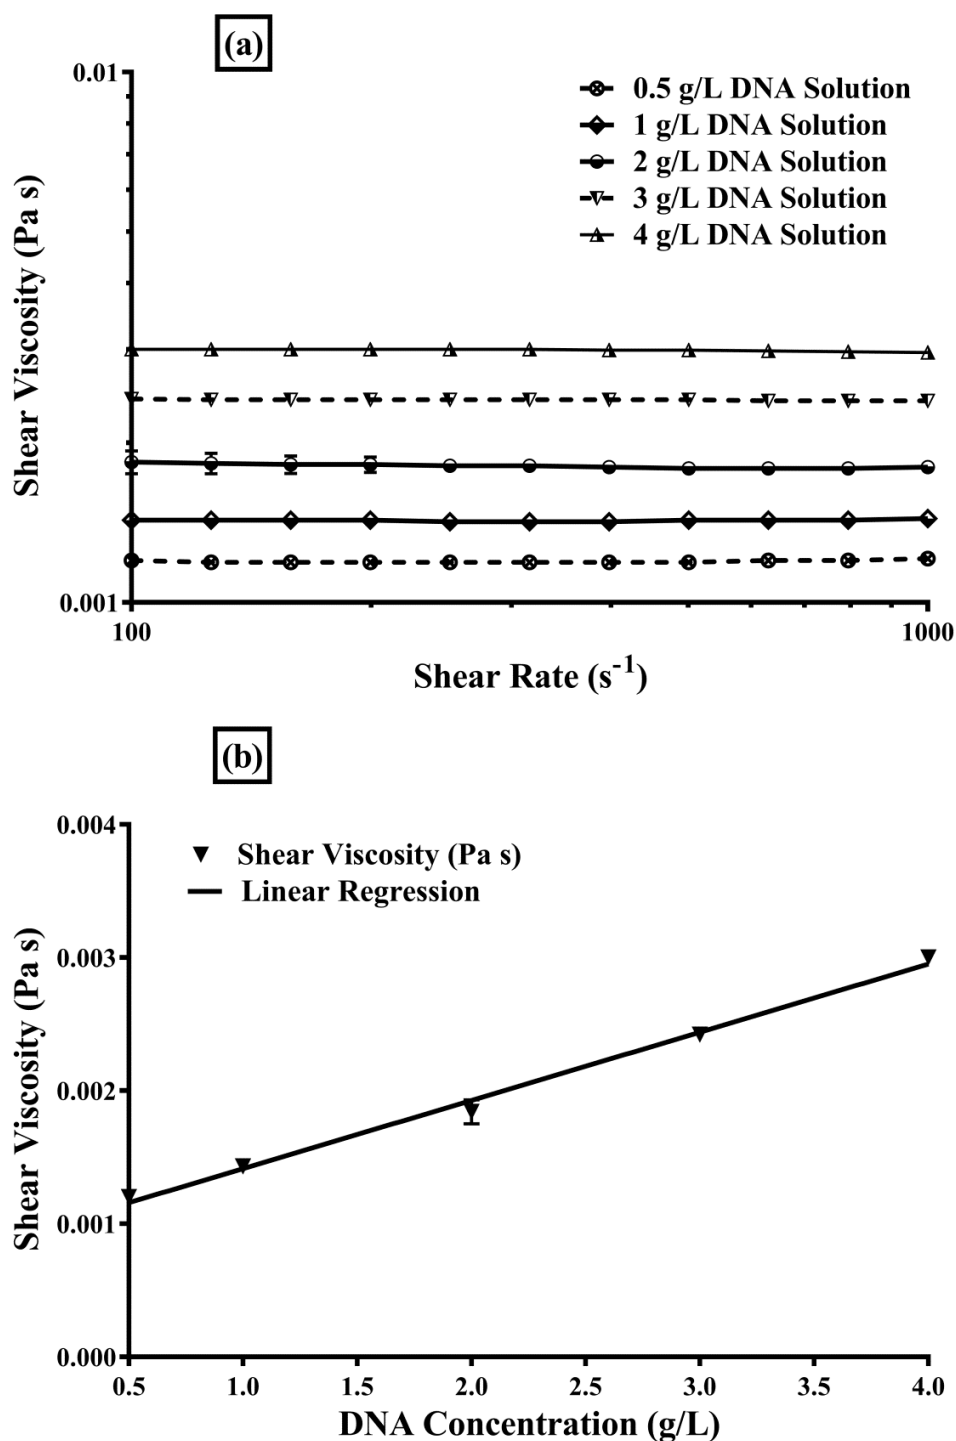 (a)
0.01
0.5 g/L DNA Solution
1 g/L DNA Solution
2 g/L DNA Solution
3 g/L DNA Solution
4 g/L DNA Solution
Shear Viscosity (Pa s)
0.001
100
1000
Shear Rate (s⁻¹)
(b)
0.004
Shear Viscosity (Pa s)
Linear Regression
0.003
Shear Viscosity (Pa s)
0.002
0.001
0.000
0.5 1.0 1.5 2.0 2.5 3.0 3.5 4.0
DNA Concentration (g/L)